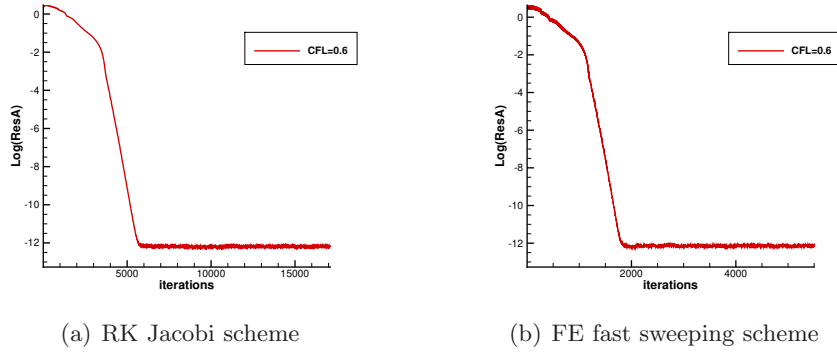 0
-2
-4
-6
-8
-10
-12
Log(ResA)
CFL=0.6
5000 10000 15000
iterations
(a) RK Jacobi scheme
0
-2
-4
-6
-8
-10
-12
Log(ResA)
CFL=0.6
2000 4000
iterations
(b) FE fast sweeping scheme